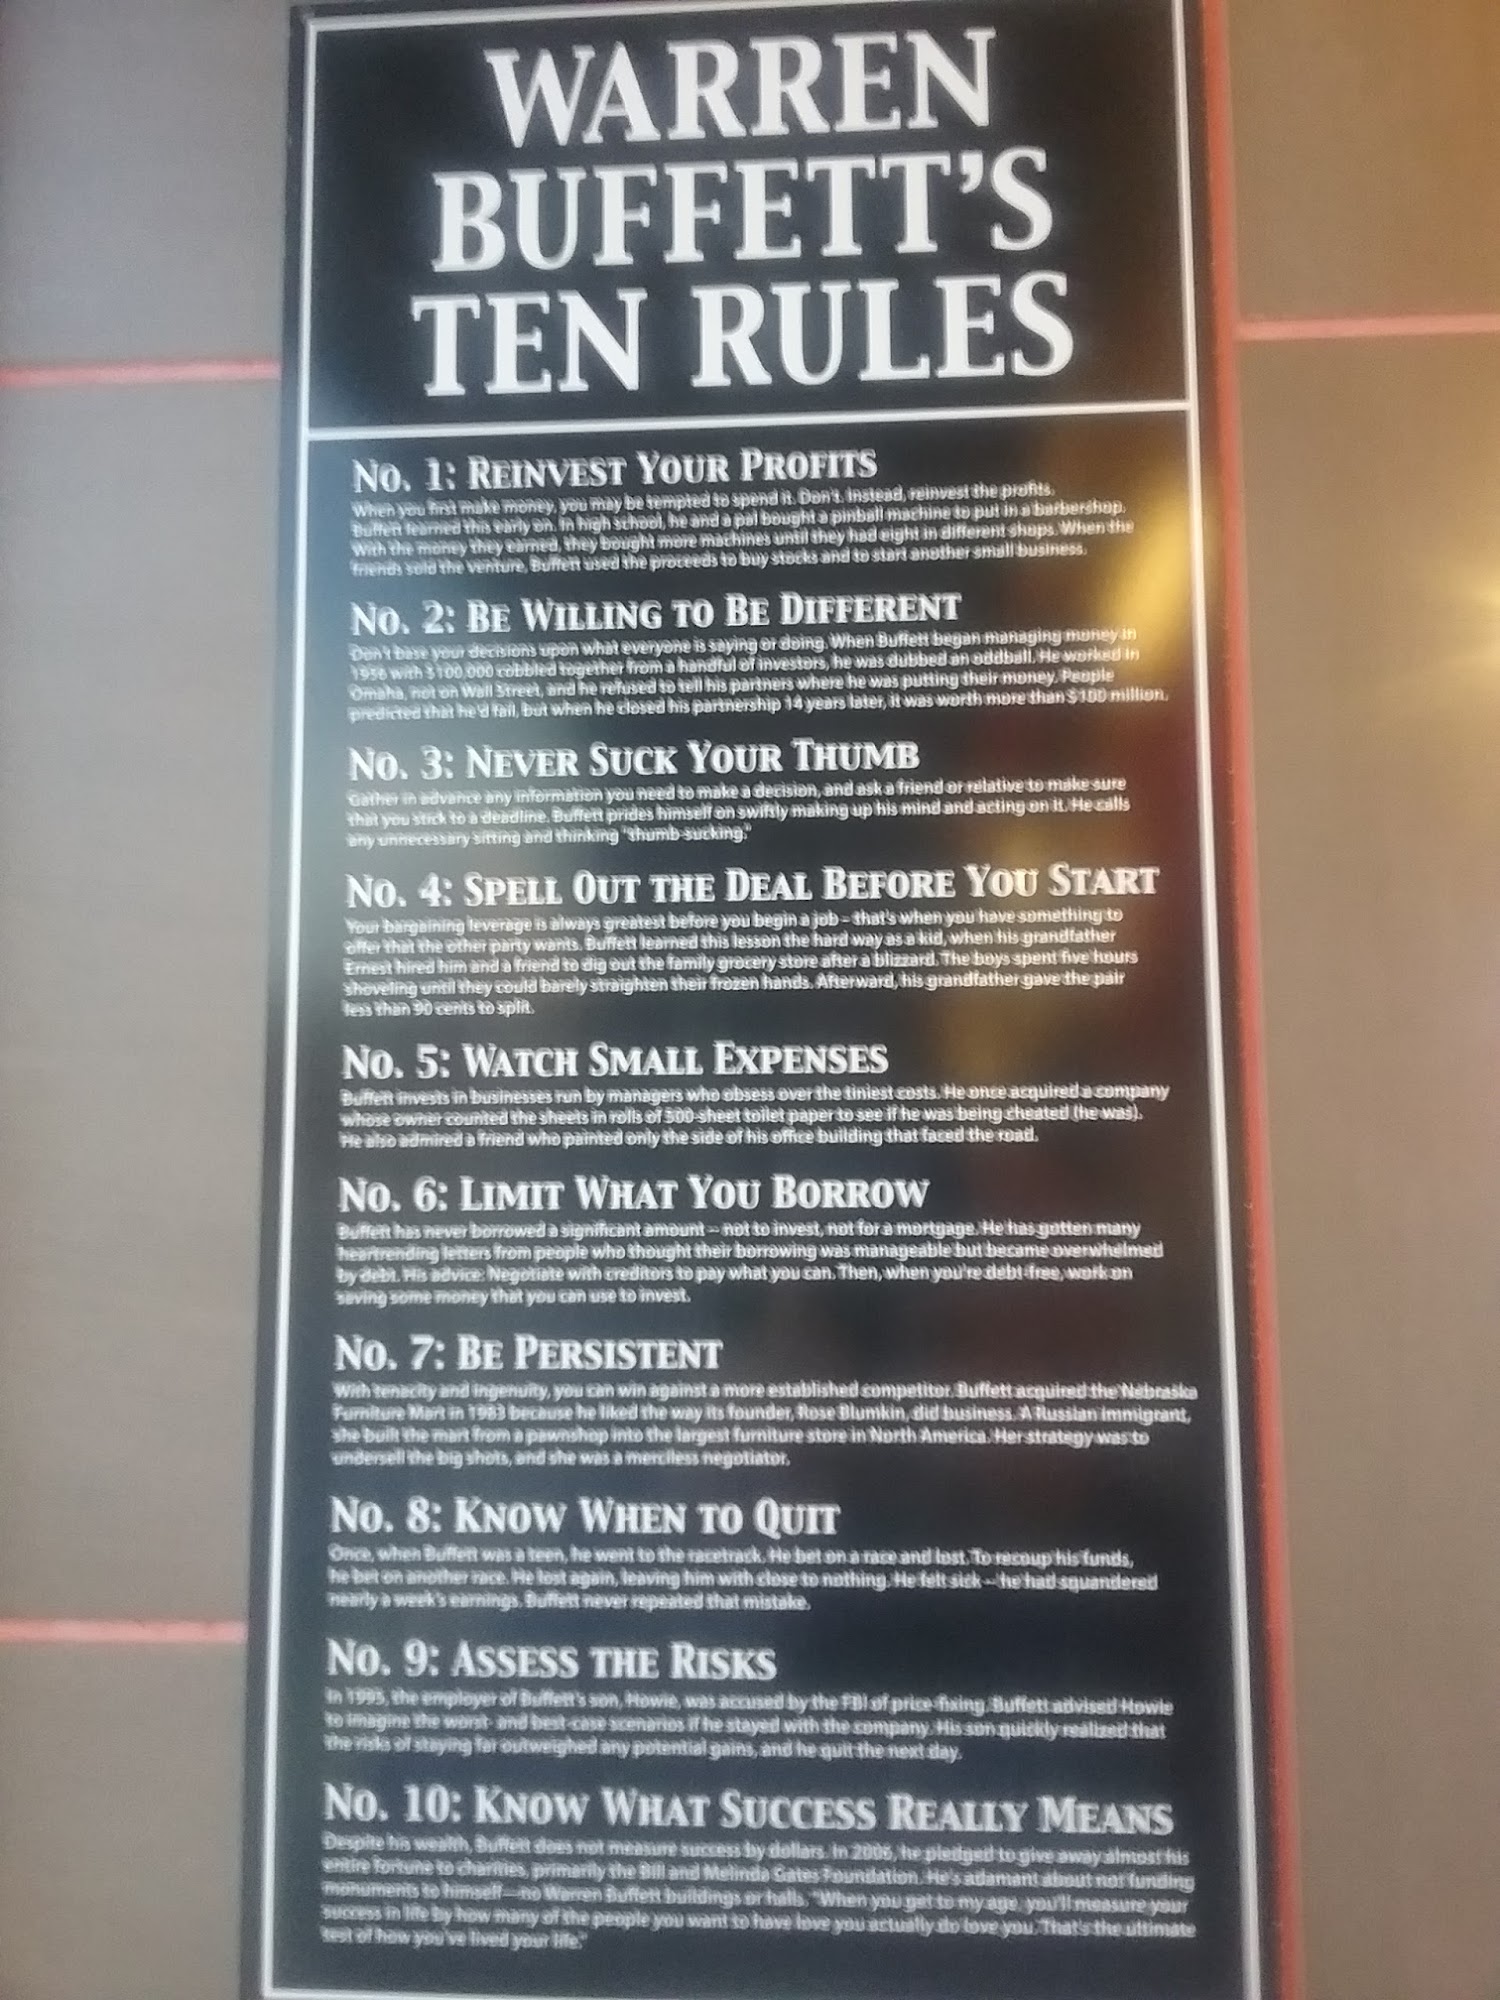 WARREN
BUFFETT'S
TEN RULES
No. 1: Reinvest Your Profits
When you first make money, you may be tempted to spend it. Don't. Instead, reinvest the profits.
Buffett learned this early on. In high school, he and a pal bought a pinball machine to put in a barbershop.
With the money they earned, they bought more machines until they had eight in different shops. When the
friends sold the venture, Buffett used the proceeds to buy stocks and to start another small business.
No. 2: Be Willing to Be Different
Don't base your decisions upon what everyone is saying or doing. When Buffett began managing money in
1956 with $100,000 cobbled together from a handful of investors, he was dubbed an oddball. He worked in
Omaha, not on Wall Street, and he refused to tell his partners where he was putting their money. People
predicted that he'd fail, but when he closed his partnership 14 years later, it was worth more than $100 million.
No. 3: Never Suck Your Thumb
Gather in advance any information you need to make a decision, and ask a friend or relative to make sure
that you stick to a deadline. Buffett prides himself on swiftly making up his mind and acting on it. He calls
any unnecessary sitting and thinking "thumb-sucking."
No. 4: Spell Out the Deal Before You Start
Your bargaining leverage is always greatest before you begin a job – that's when you have something to
offer that the other party wants. Buffett learned this lesson the hard way as a kid, when his grandfather
Ernest hired him and a friend to dig out the family grocery store after a blizzard. The boys spent five hours
shoveling until they could barely straighten their frozen hands. Afterward, his grandfather gave the pair
less than 90 cents to split.
No. 5: Watch Small Expenses
Buffett invests in businesses run by managers who obsess over the tiniest costs. He once acquired a company
whose owner counted the sheets in rolls of 500-sheet toilet paper to see if he was being cheated (he was).
He also admired a friend who painted only the side of his office building that faced the road.
No. 6: Limit What You Borrow
Buffett has never borrowed a significant amount – not to invest, not for a mortgage. He has gotten many
heartrending letters from people who thought their borrowing was manageable but became overwhelmed
by debt. His advice: Negotiate with creditors to pay what you can. Then, when you're debt-free, work on
saving some money that you can use to invest.
No. 7: Be Persistent
With tenacity and ingenuity, you can win against a more established competitor. Buffett acquired the Nebraska
Furniture Mart in 1983 because he liked the way its founder, Rose Blumkin, did business. A Russian immigrant,
she built the mart from a pawnshop into the largest furniture store in North America. Her strategy was to
undersell the big shots, and she was a merciless negotiator.
No. 8: Know When to Quit
Once, when Buffett was a teen, he went to the racetrack. He bet on a race and lost. To recoup his funds,
he bet on another race. He lost again, leaving him with close to nothing. He felt sick – he had squandered
nearly a week's earnings. Buffett never repeated that mistake.
No. 9: Assess the Risks
In 1995, the employer of Buffett's son, Howie, was accused by the FBI of price-fixing. Buffett advised Howie
to imagine the worst- and best-case scenarios if he stayed with the company. His son quickly realized that
the risks of staying far outweighed any potential gains, and he quit the next day.
No. 10: Know What Success Really Means
Despite his wealth, Buffett does not measure success by dollars. In 2006, he pledged to give away almost his
entire fortune to charities, primarily the Bill and Melinda Gates Foundation. He's adamant about not funding
monuments to himself—no Warren Buffett buildings or halls. "When you get to my age, you'll measure your
success in life by how many of the people you want to have love you actually do love you. That's the ultimate
test of how you've lived your life."